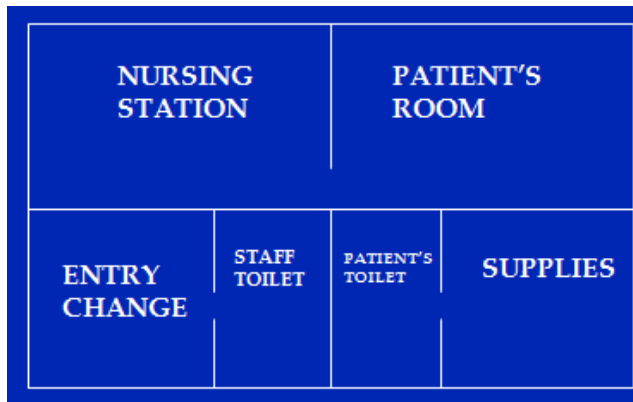 NURSING
STATION
PATIENT'S
ROOM
ENTRY
CHANGE
STAFF
TOILET
PATIENT'S
TOILET
SUPPLIES